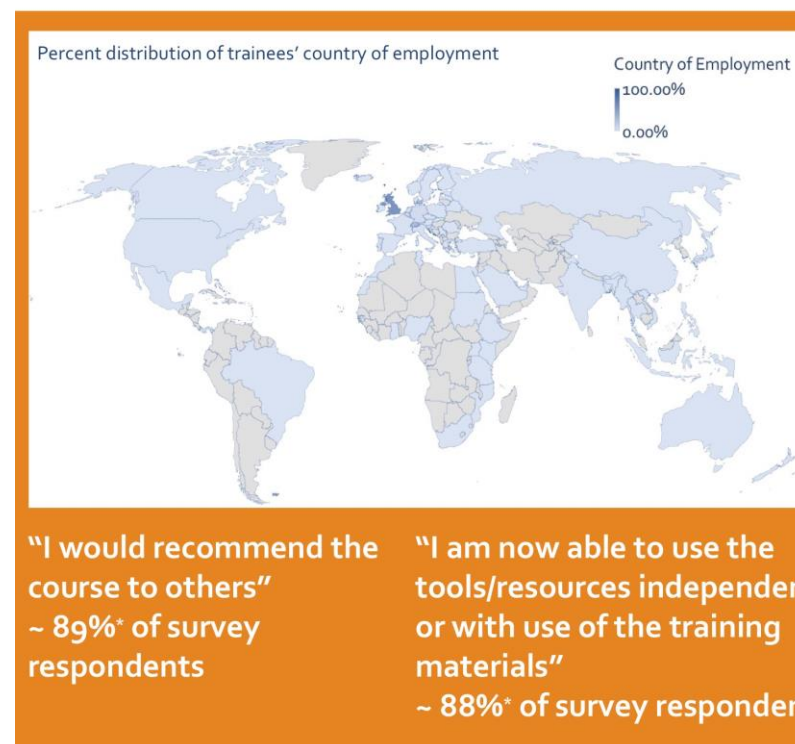 Percent distribution of trainees' country of employment
Country of Employment
100.00%
0.00%
"I would recommend the
course to others"
~ 89%* of survey
respondents
"I am now able to use the
tools/resources independen
or with use of the training
materials"
~ 88%* of survey responden